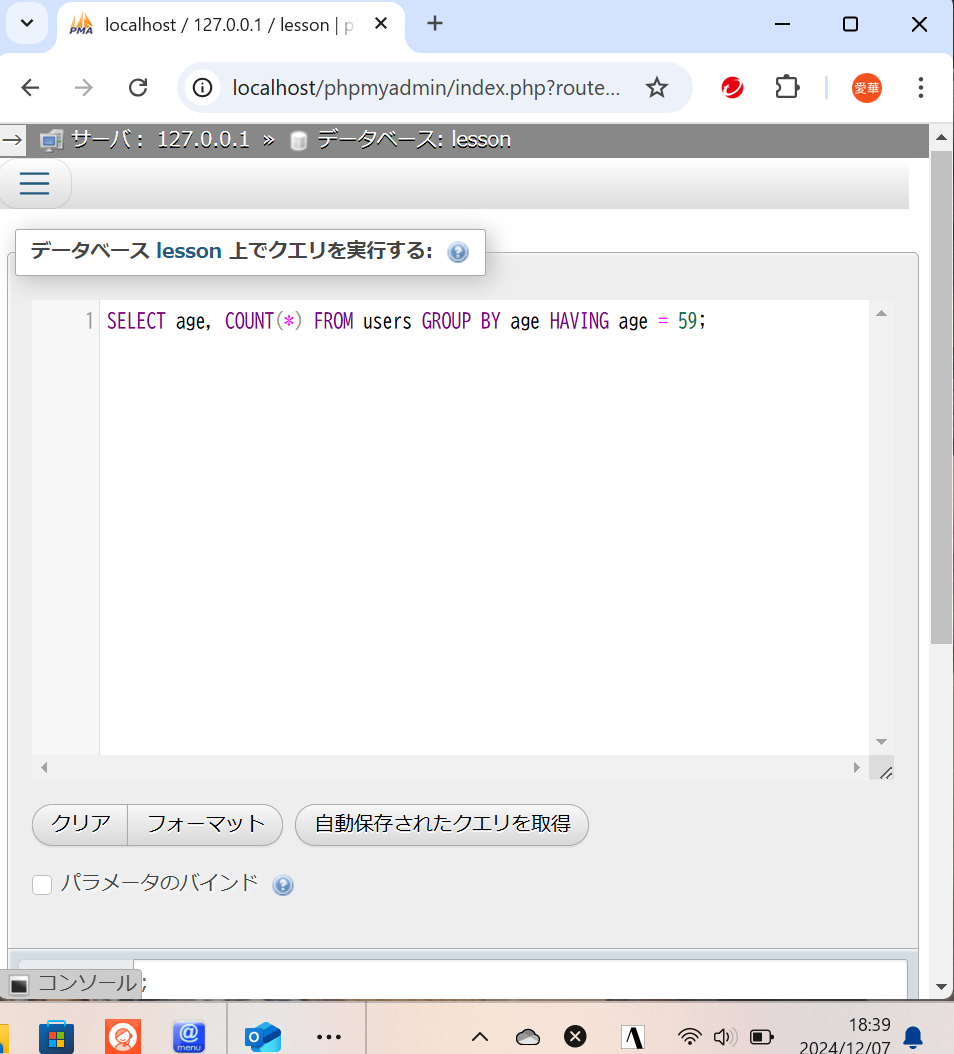 PMA localhost / 127.0.0.1 / lesson | p
localhost/phpmyadmin/index.php?route...
愛華
サーバ: 127.0.0.1 » データベース: lesson
データベース lesson 上でクエリを実行する:
1 SELECT age, COUNT(*) FROM users GROUP BY age HAVING age = 59;
クリア フォーマット 自動保存されたクエリを取得
パラメータのバインド
コンソール ;
@ menu
18:39
2024/12/07